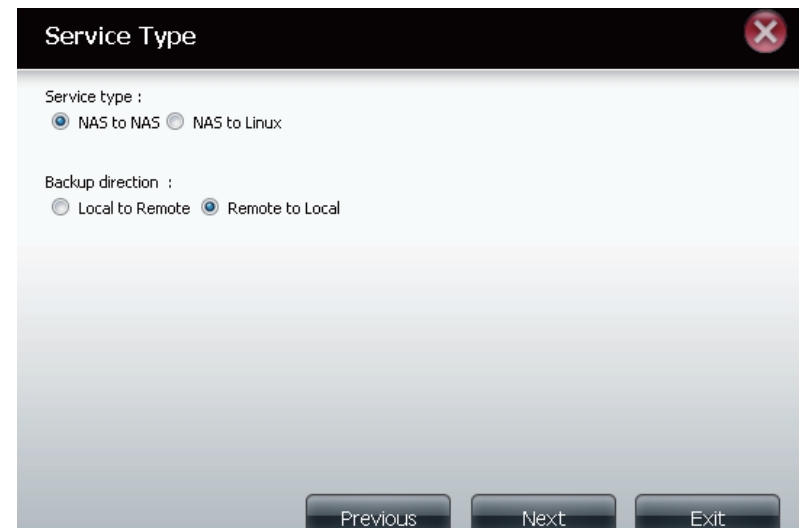 Service Type
Service type :
NAS to NAS NAS to Linux
Backup direction :
Local to Remote Remote to Local
Previous Next Exit